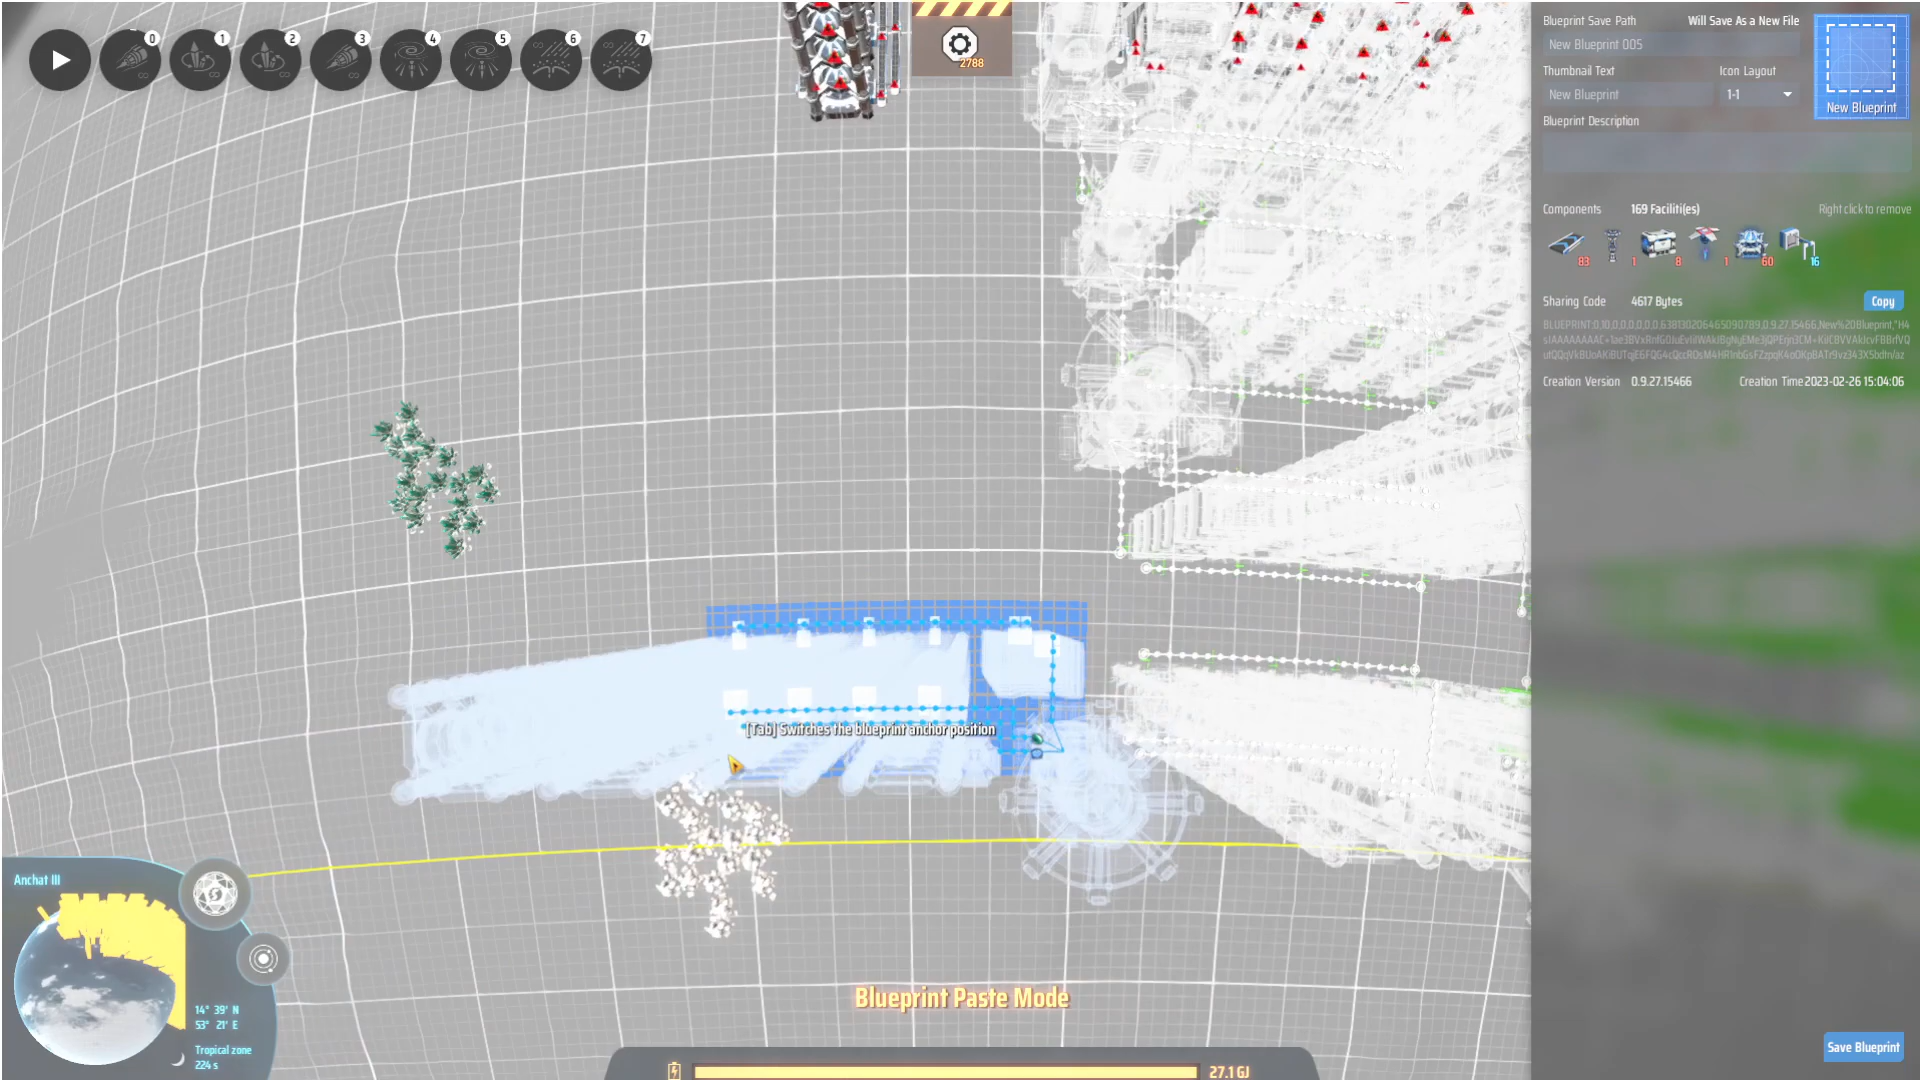 0
1
2
3
4
5
6
7
2788
Blueprint Save Path
Will Save As a New File
New Blueprint 005
Thumbnail Text
Icon Layout
New Blueprint
1-1
New Blueprint
Blueprint Description
Components
169 Faciliti(es)
Right click to remove
83
1
8
1
60
16
Sharing Code
4617 Bytes
Copy
Creation Version
0.9.27.15466
Creation Time2023-02-26 15:04:06
[Tab] Switches the blueprint anchor position
Anchat III
14° 39' N
53° 21' E
Tropical zone
224 s
Blueprint Paste Mode
27.1 GJ
Save Blueprint